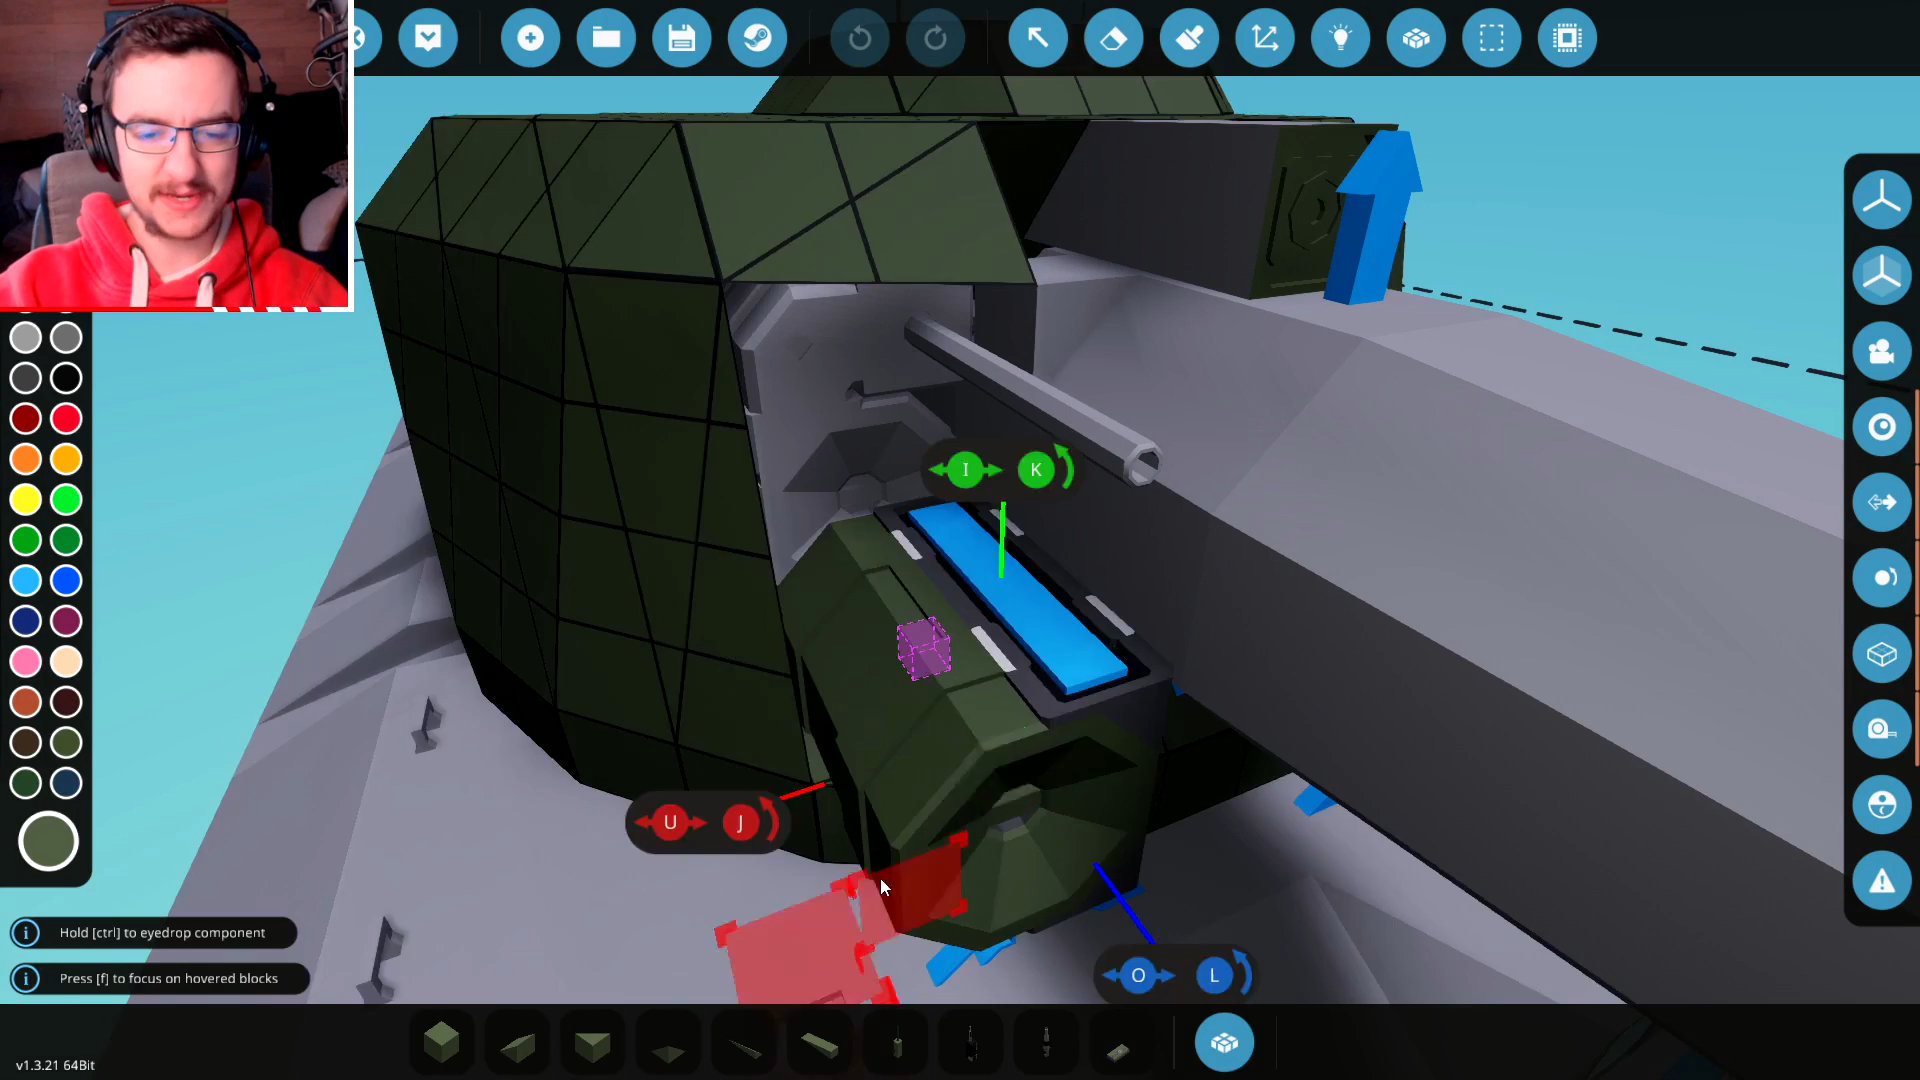 I K
U J
O L
Hold [ctrl] to eyedrop component
Press [f] to focus on hovered blocks
v1.3.21 64Bit